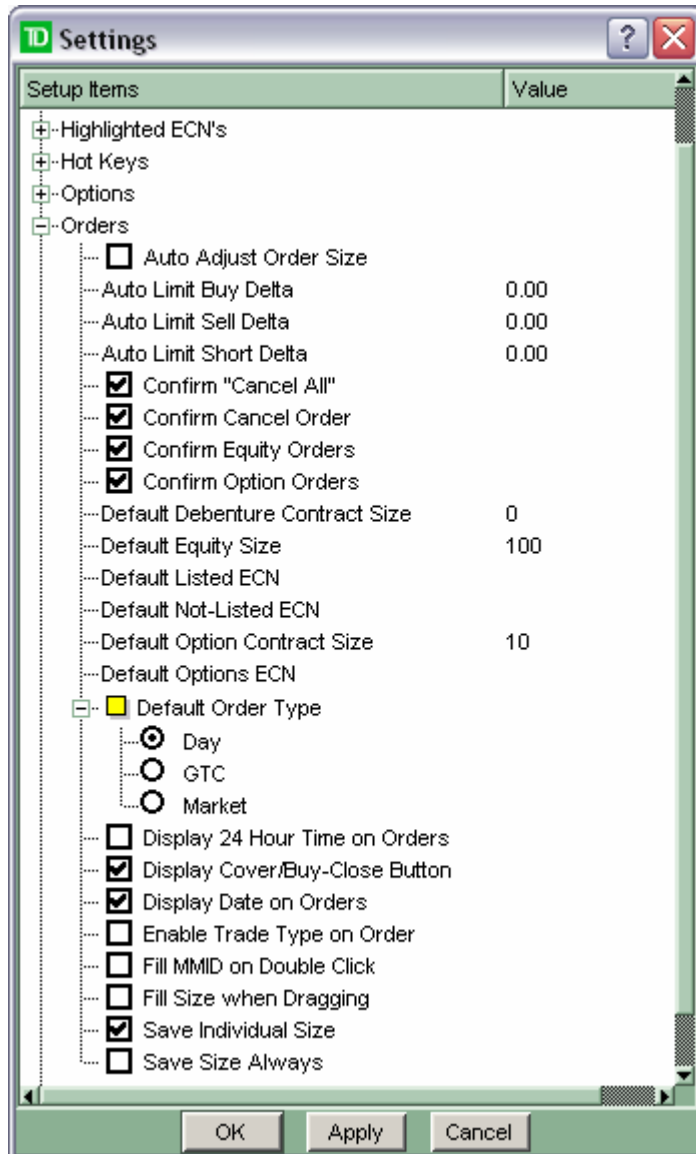 TD Settings
?
Setup Items Value
Highlighted ECN's
Hot Keys
Options
Orders
Auto Adjust Order Size
Auto Limit Buy Delta 0.00
Auto Limit Sell Delta 0.00
Auto Limit Short Delta 0.00
Confirm "Cancel All"
Confirm Cancel Order
Confirm Equity Orders
Confirm Option Orders
Default Debenture Contract Size 0
Default Equity Size 100
Default Listed ECN
Default Not-Listed ECN
Default Option Contract Size 10
Default Options ECN
Default Order Type
Day
GTC
Market
Display 24 Hour Time on Orders
Display Cover/Buy-Close Button
Display Date on Orders
Enable Trade Type on Order
Fill MMID on Double Click
Fill Size when Dragging
Save Individual Size
Save Size Always
OK Apply Cancel